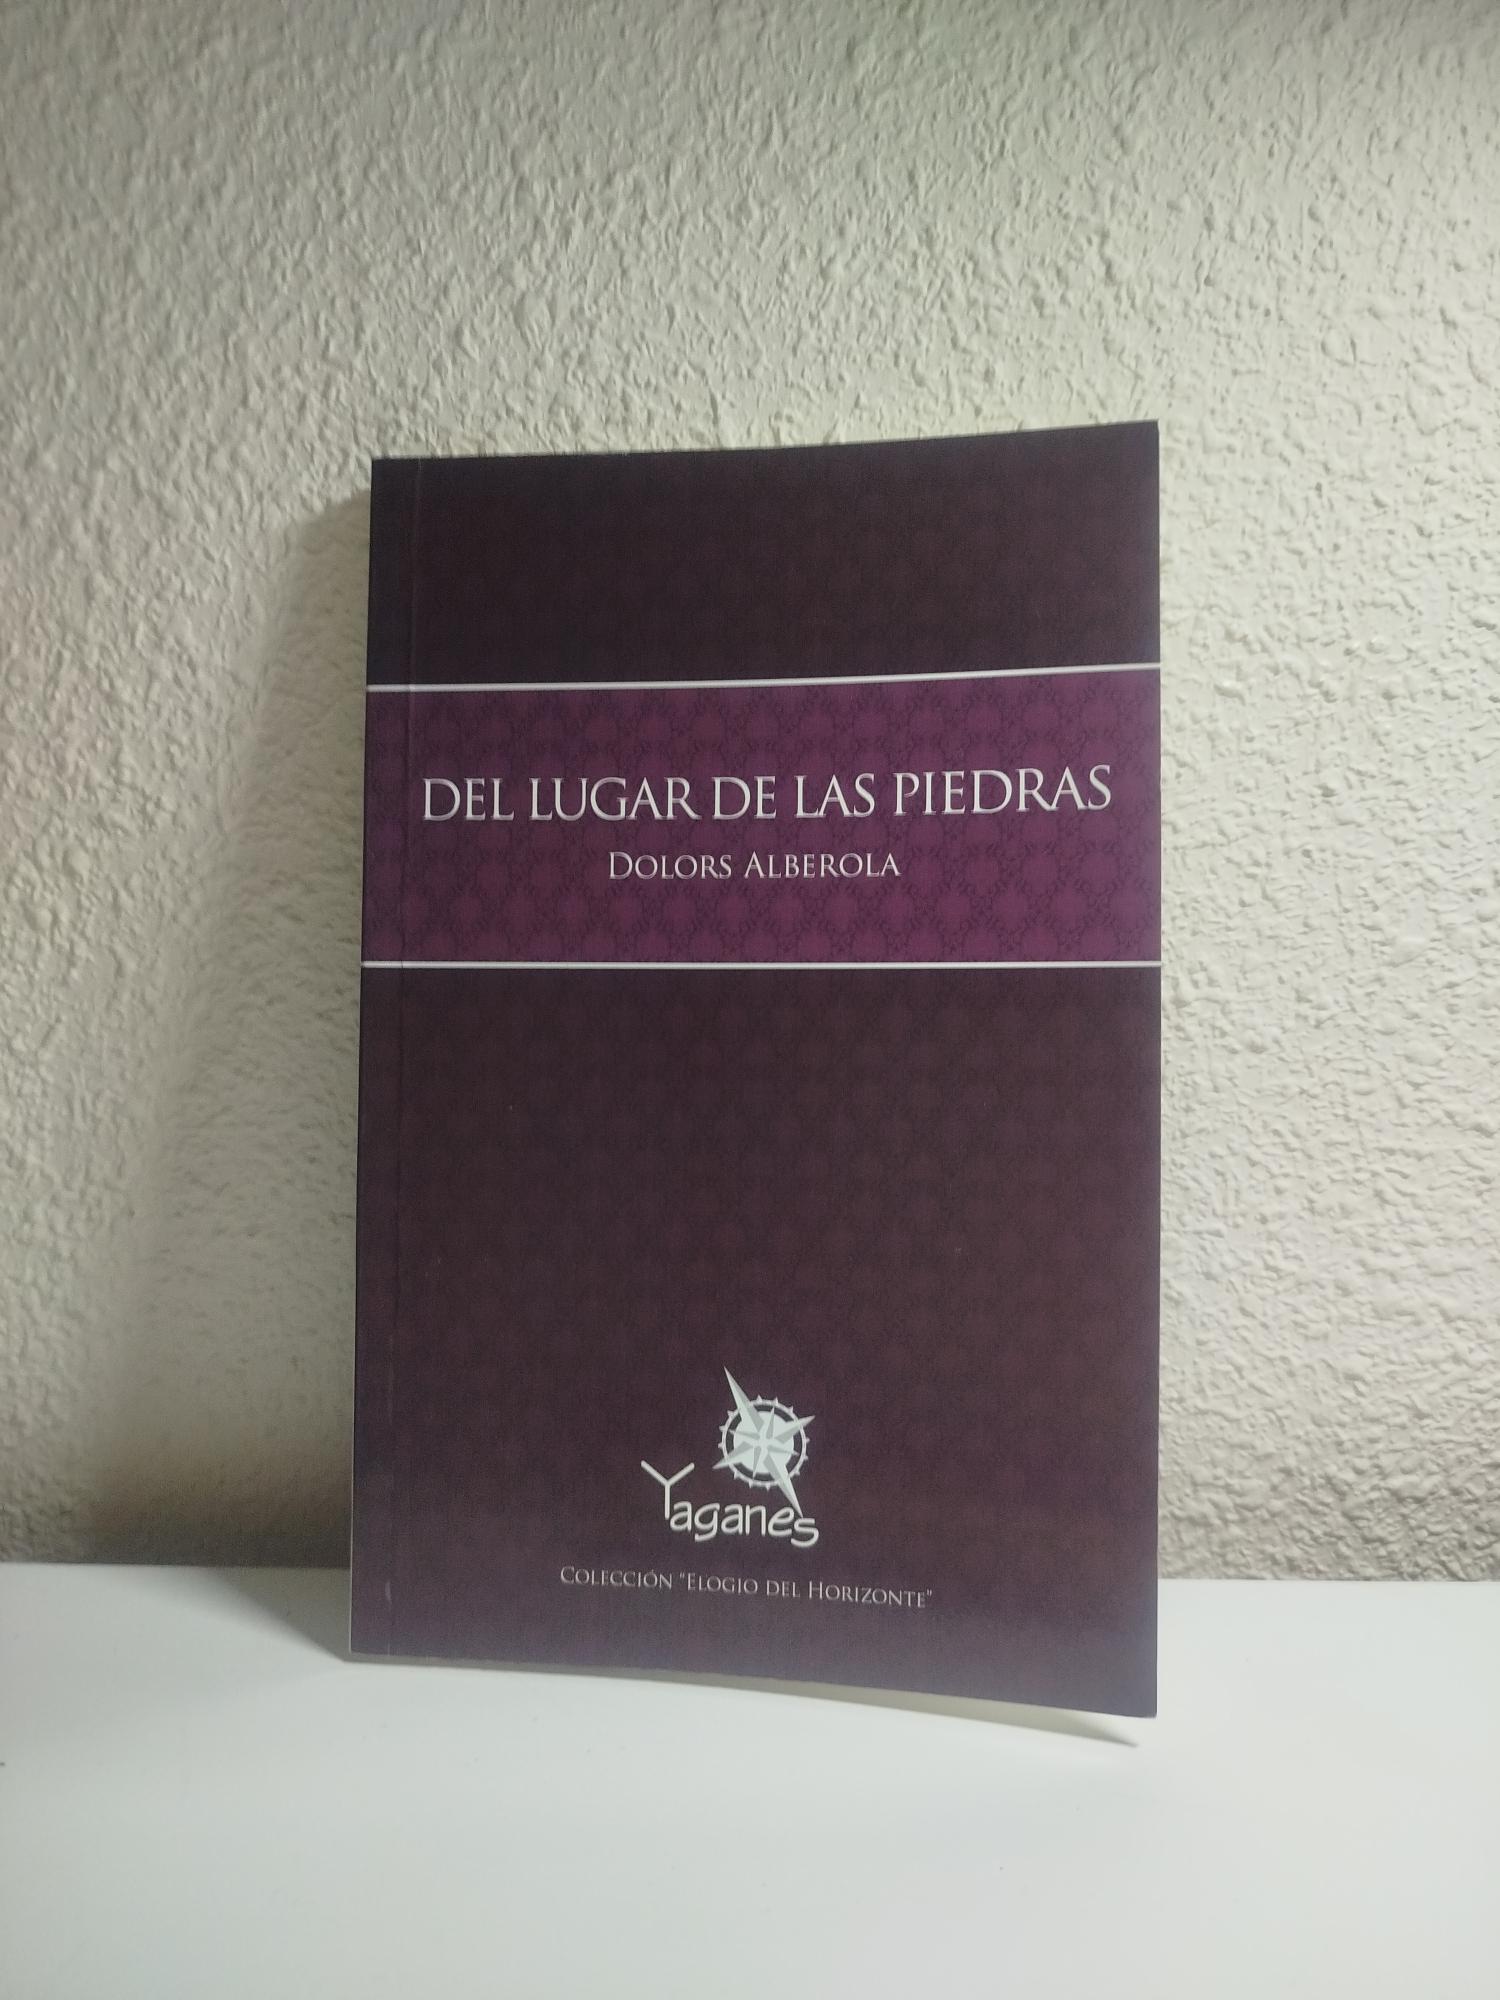 DEL LUGAR DE LAS PIEDRAS
DOLORS ALBEROLA
Yaganes
COLECCIÓN "ELOGIO DEL HORIZONTE"